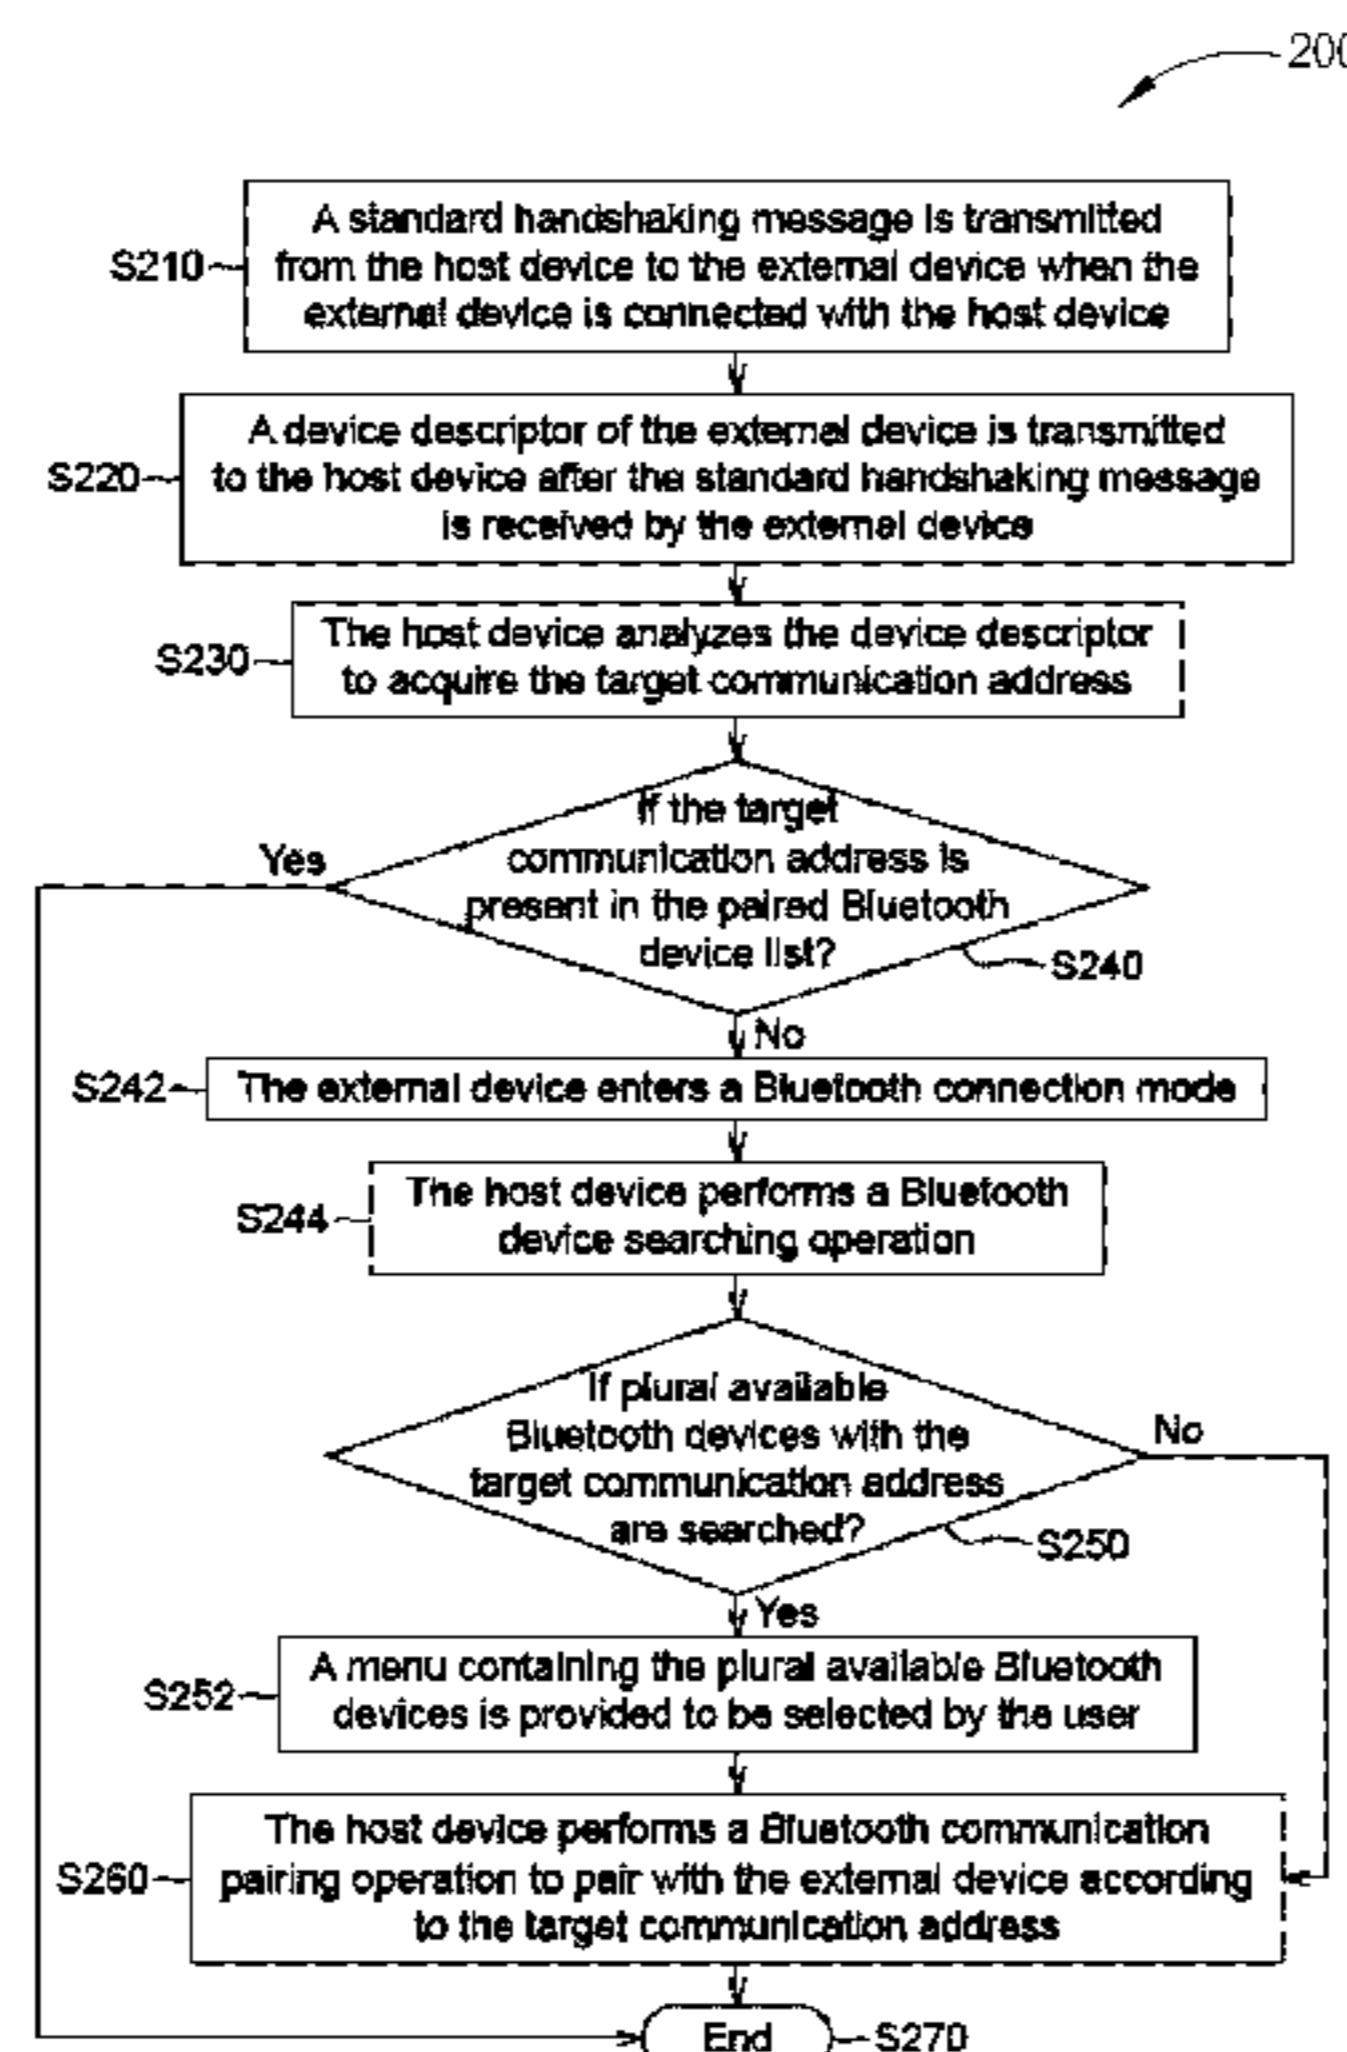 200
A standard handshaking message is transmitted
from the host device to the external device when the
external device is connected with the host device
S210
A device descriptor of the external device is transmitted
to the host device after the standard handshaking message
is received by the external device
S220
The host device analyzes the device descriptor
to acquire the target communication address
S230
If the target
communication address is
present in the paired Bluetooth
device list?
Yes
S240
No
S242
The external device enters a Bluetooth connection mode
The host device performs a Bluetooth
device searching operation
S244
If plural available
Bluetooth devices with the
target communication address
are searched?
No
S250
Yes
A menu containing the plural available Bluetooth
devices is provided to be selected by the user
S252
The host device performs a Bluetooth communication
pairing operation to pair with the external device according
to the target communication address
S260
End
S270